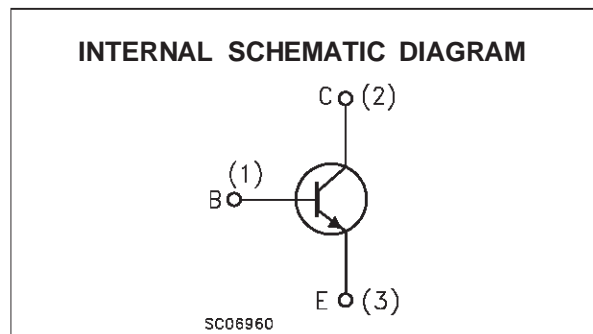 INTERNAL SCHEMATIC DIAGRAM
C (2)
(1)
B
E (3)
SC06960